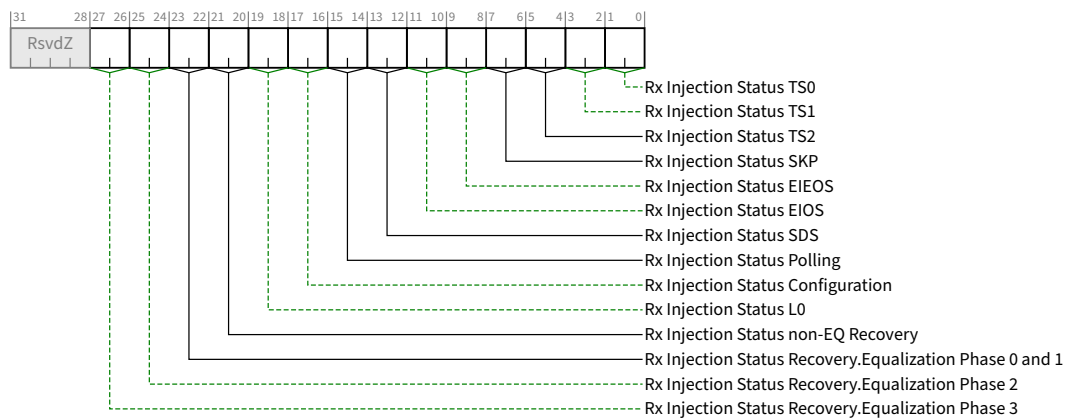 31 28 27 26 25 24 23 22 21 20 19 18 17 16 15 14 13 12 11 10 9 8 7 6 5 4 3 2 1 0
RsvdZ
Rx Injection Status TS0
Rx Injection Status TS1
Rx Injection Status TS2
Rx Injection Status SKP
Rx Injection Status EIEOS
Rx Injection Status EIOS
Rx Injection Status SDS
Rx Injection Status Polling
Rx Injection Status Configuration
Rx Injection Status L0
Rx Injection Status non-EQ Recovery
Rx Injection Status Recovery.Equalization Phase 0 and 1
Rx Injection Status Recovery.Equalization Phase 2
Rx Injection Status Recovery.Equalization Phase 3